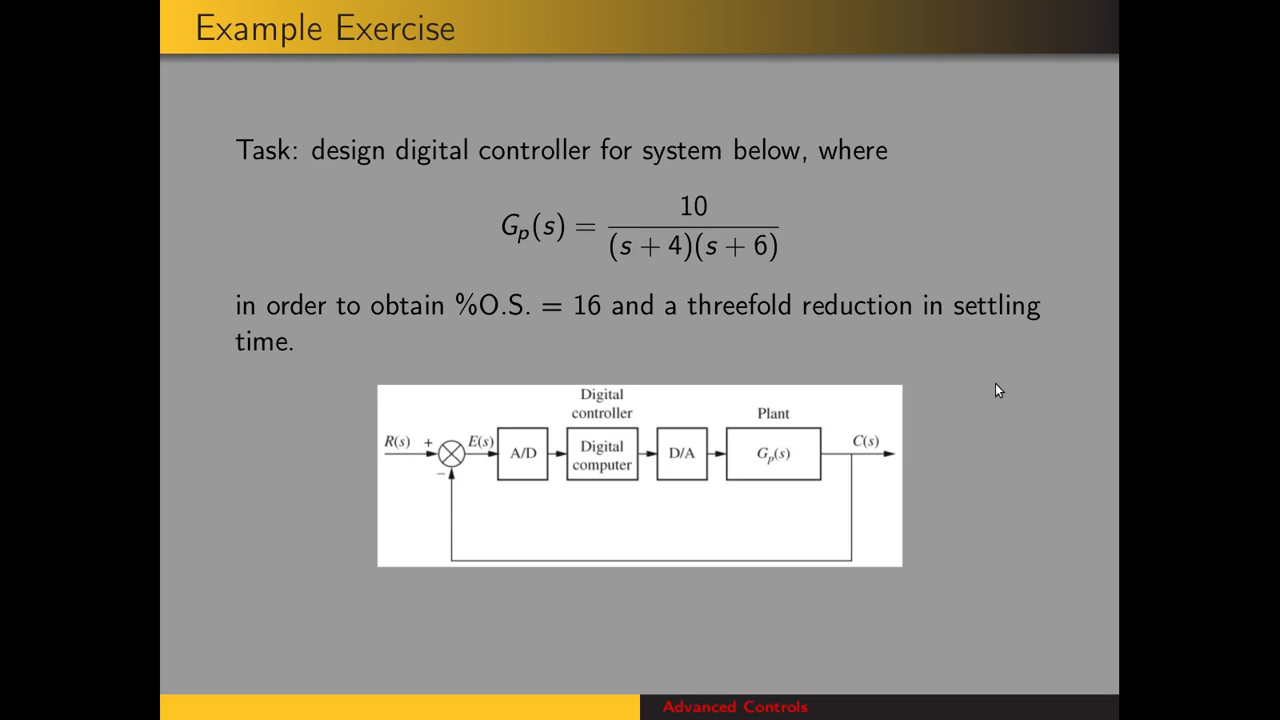 Example Exercise
Task: design digital controller for system below, where
G_p(s) = 10 / (s + 4)(s + 6)
in order to obtain %O.S. = 16 and a threefold reduction in settling
time.
Digital
controller
Plant
R(s) + E(s) A/D Digital computer D/A G_p(s) C(s)
−
Advanced Controls